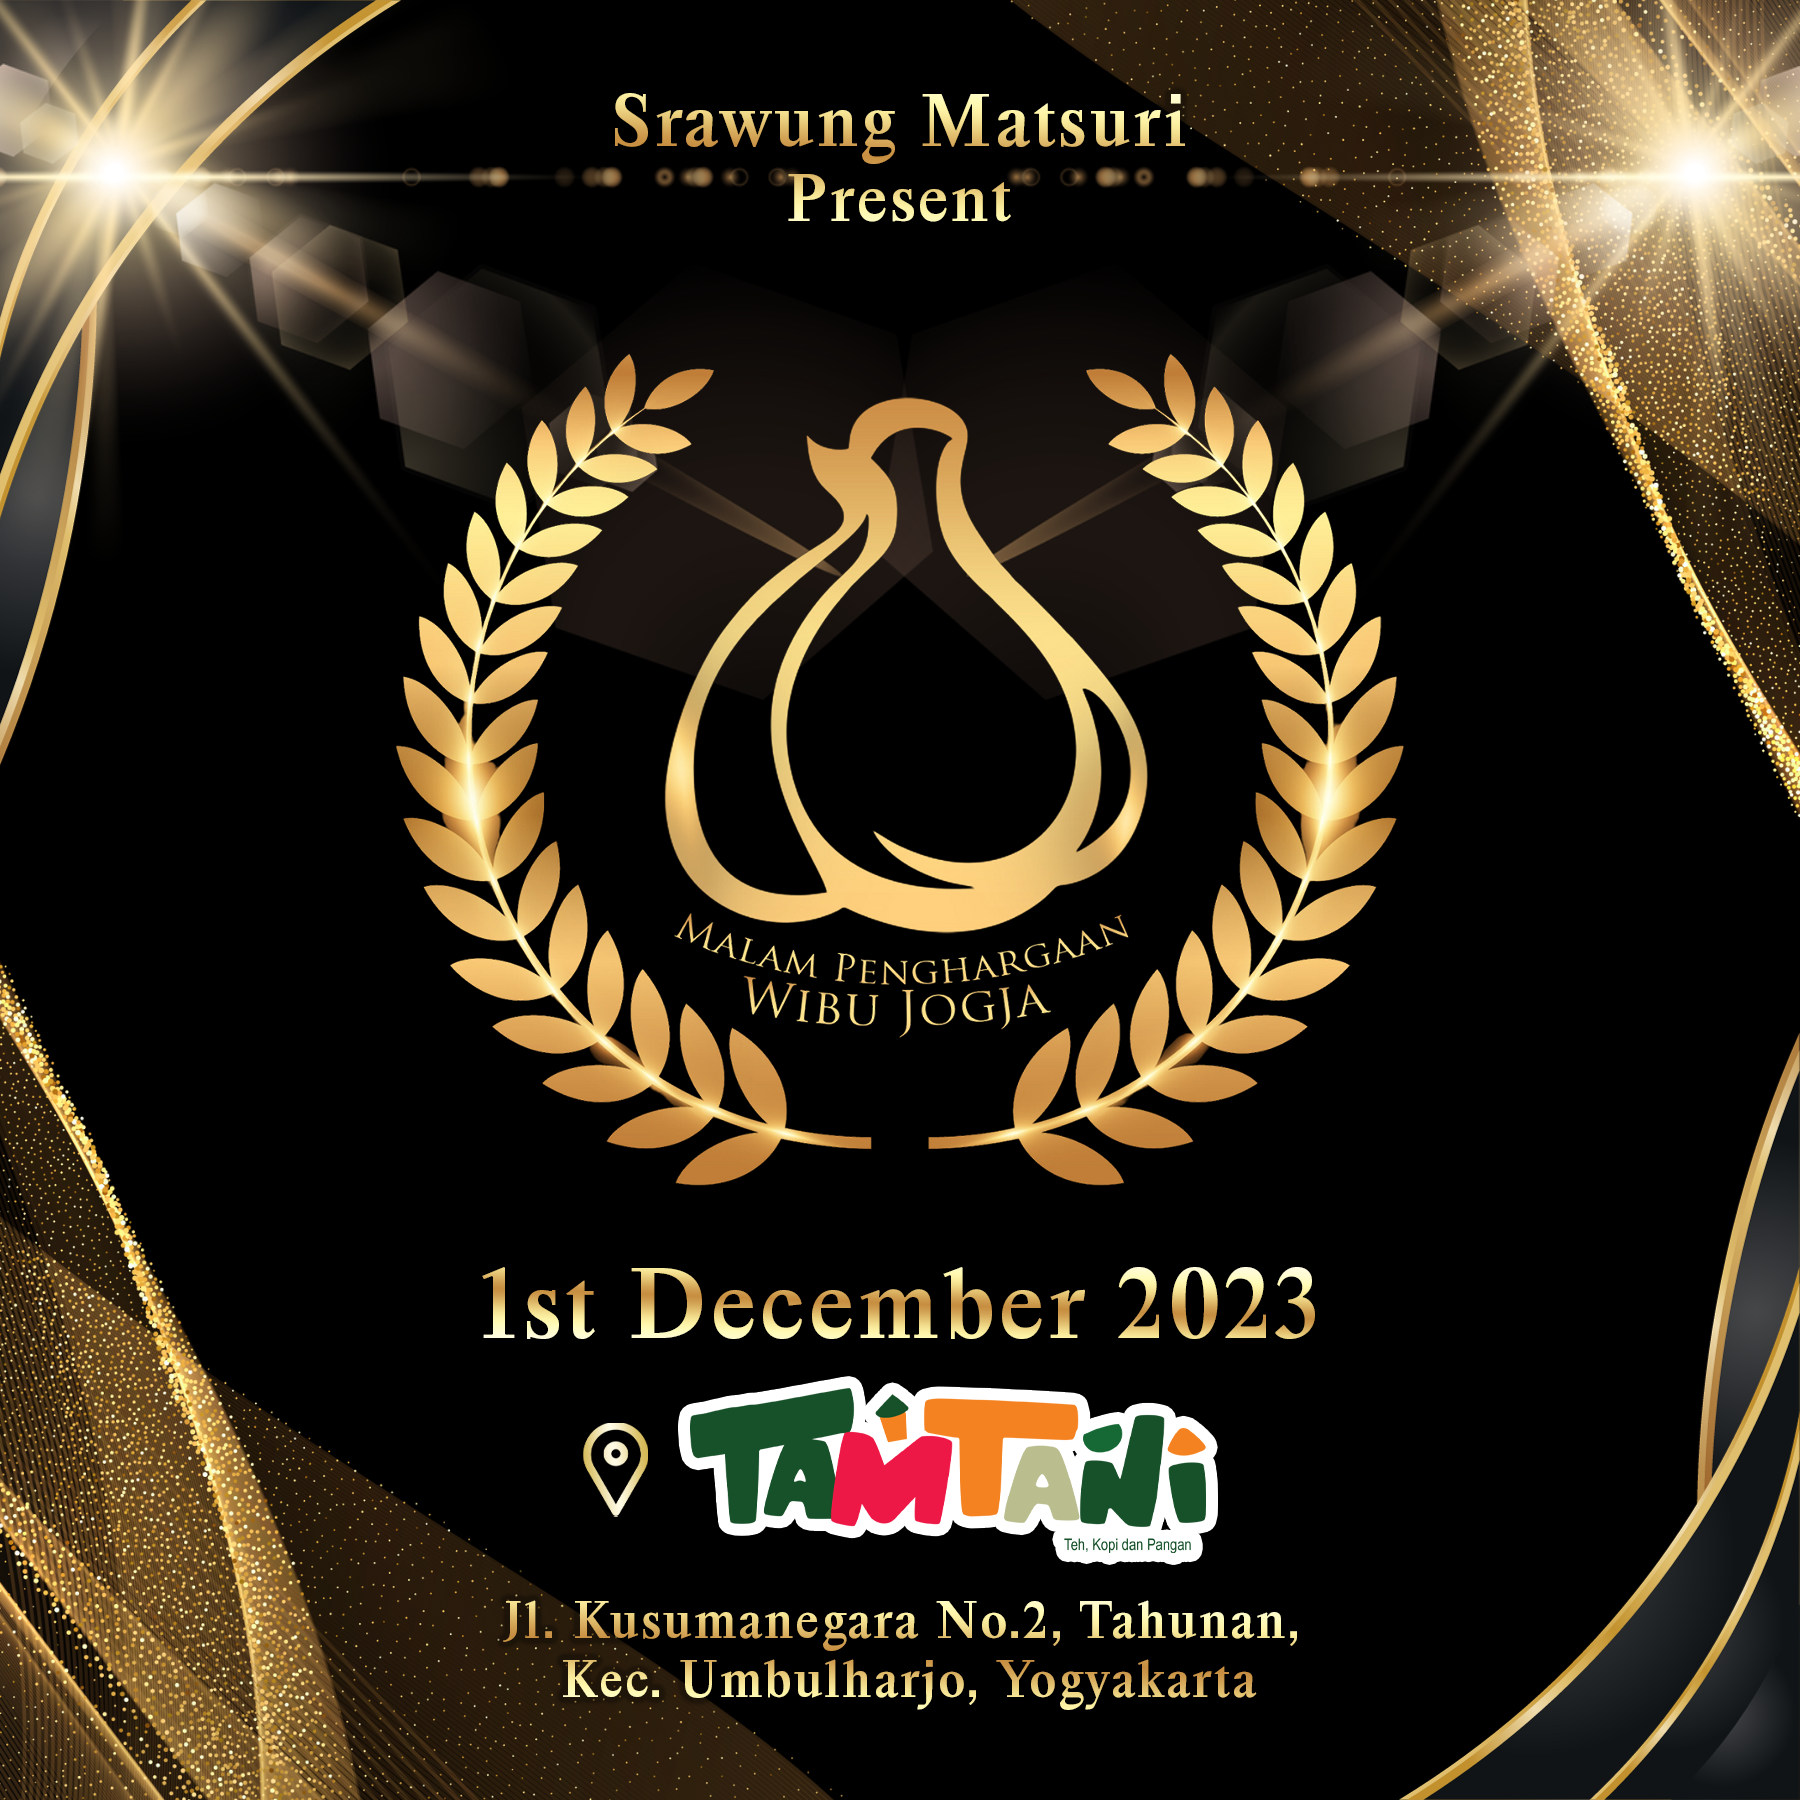 Srawung Matsuri
Present
Malam Penghargaan
Wibu Jogja
1st December 2023
TAMTANI
Teh, Kopi dan Pangan
Jl. Kusumanegara No.2, Tahunan,
Kec. Umbulharjo, Yogyakarta